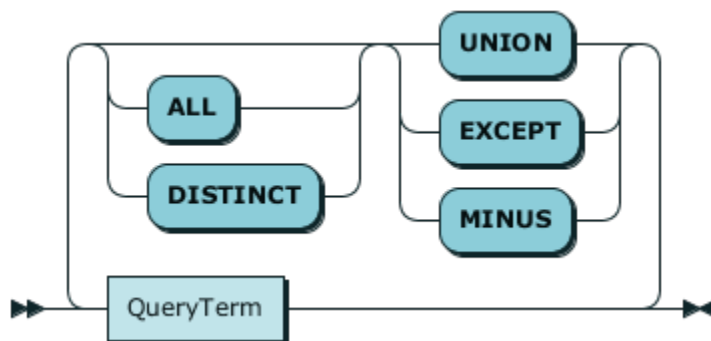 UNION
ALL
EXCEPT
DISTINCT
MINUS
QueryTerm